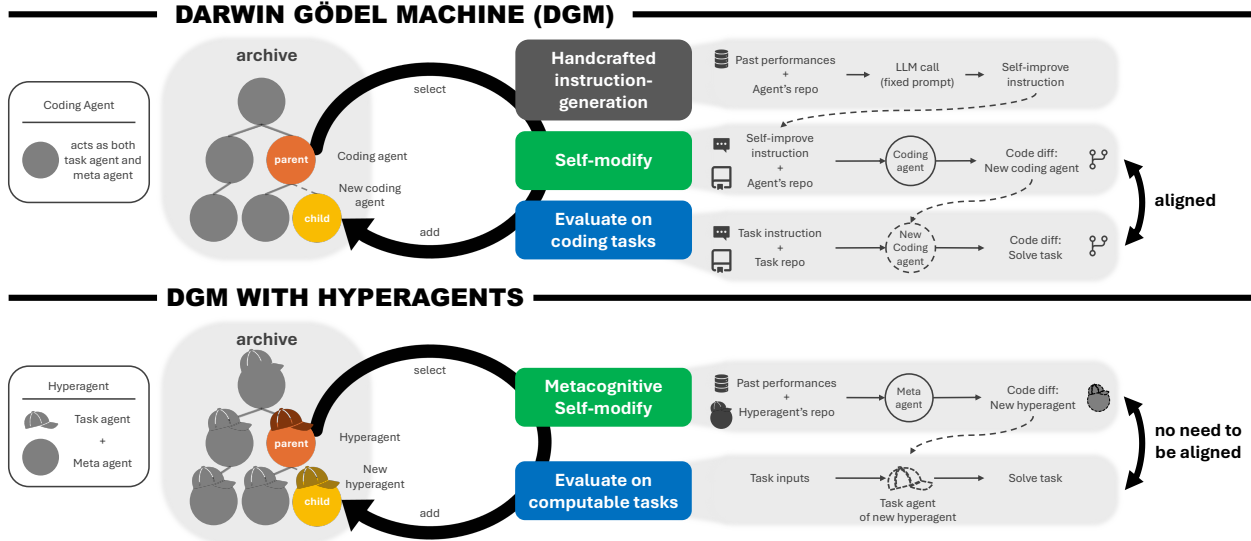 DARWIN GÖDEL MACHINE (DGM)
Coding Agent
acts as both
task agent and
meta agent
archive
parent
child
Coding agent
New coding
agent
select
add
Handcrafted
instruction-
generation
Past performances
+
Agent's repo
LLM call
(fixed prompt)
Self-improve
instruction
Self-modify
Self-improve
instruction
+
Agent's repo
Coding
agent
Code diff:
New coding agent
Evaluate on
coding tasks
Task instruction
+
Task repo
New
Coding
agent
Code diff:
Solve task
aligned
DGM WITH HYPERAGENTS
Hyperagent
Task agent
+
Meta agent
archive
parent
child
Hyperagent
New
hyperagent
select
add
Metacognitive
Self-modify
Past performances
+
Hyperagent's repo
Meta
agent
Code diff:
New hyperagent
Evaluate on
computable tasks
Task inputs
Task agent
of new hyperagent
Solve task
no need to
be aligned